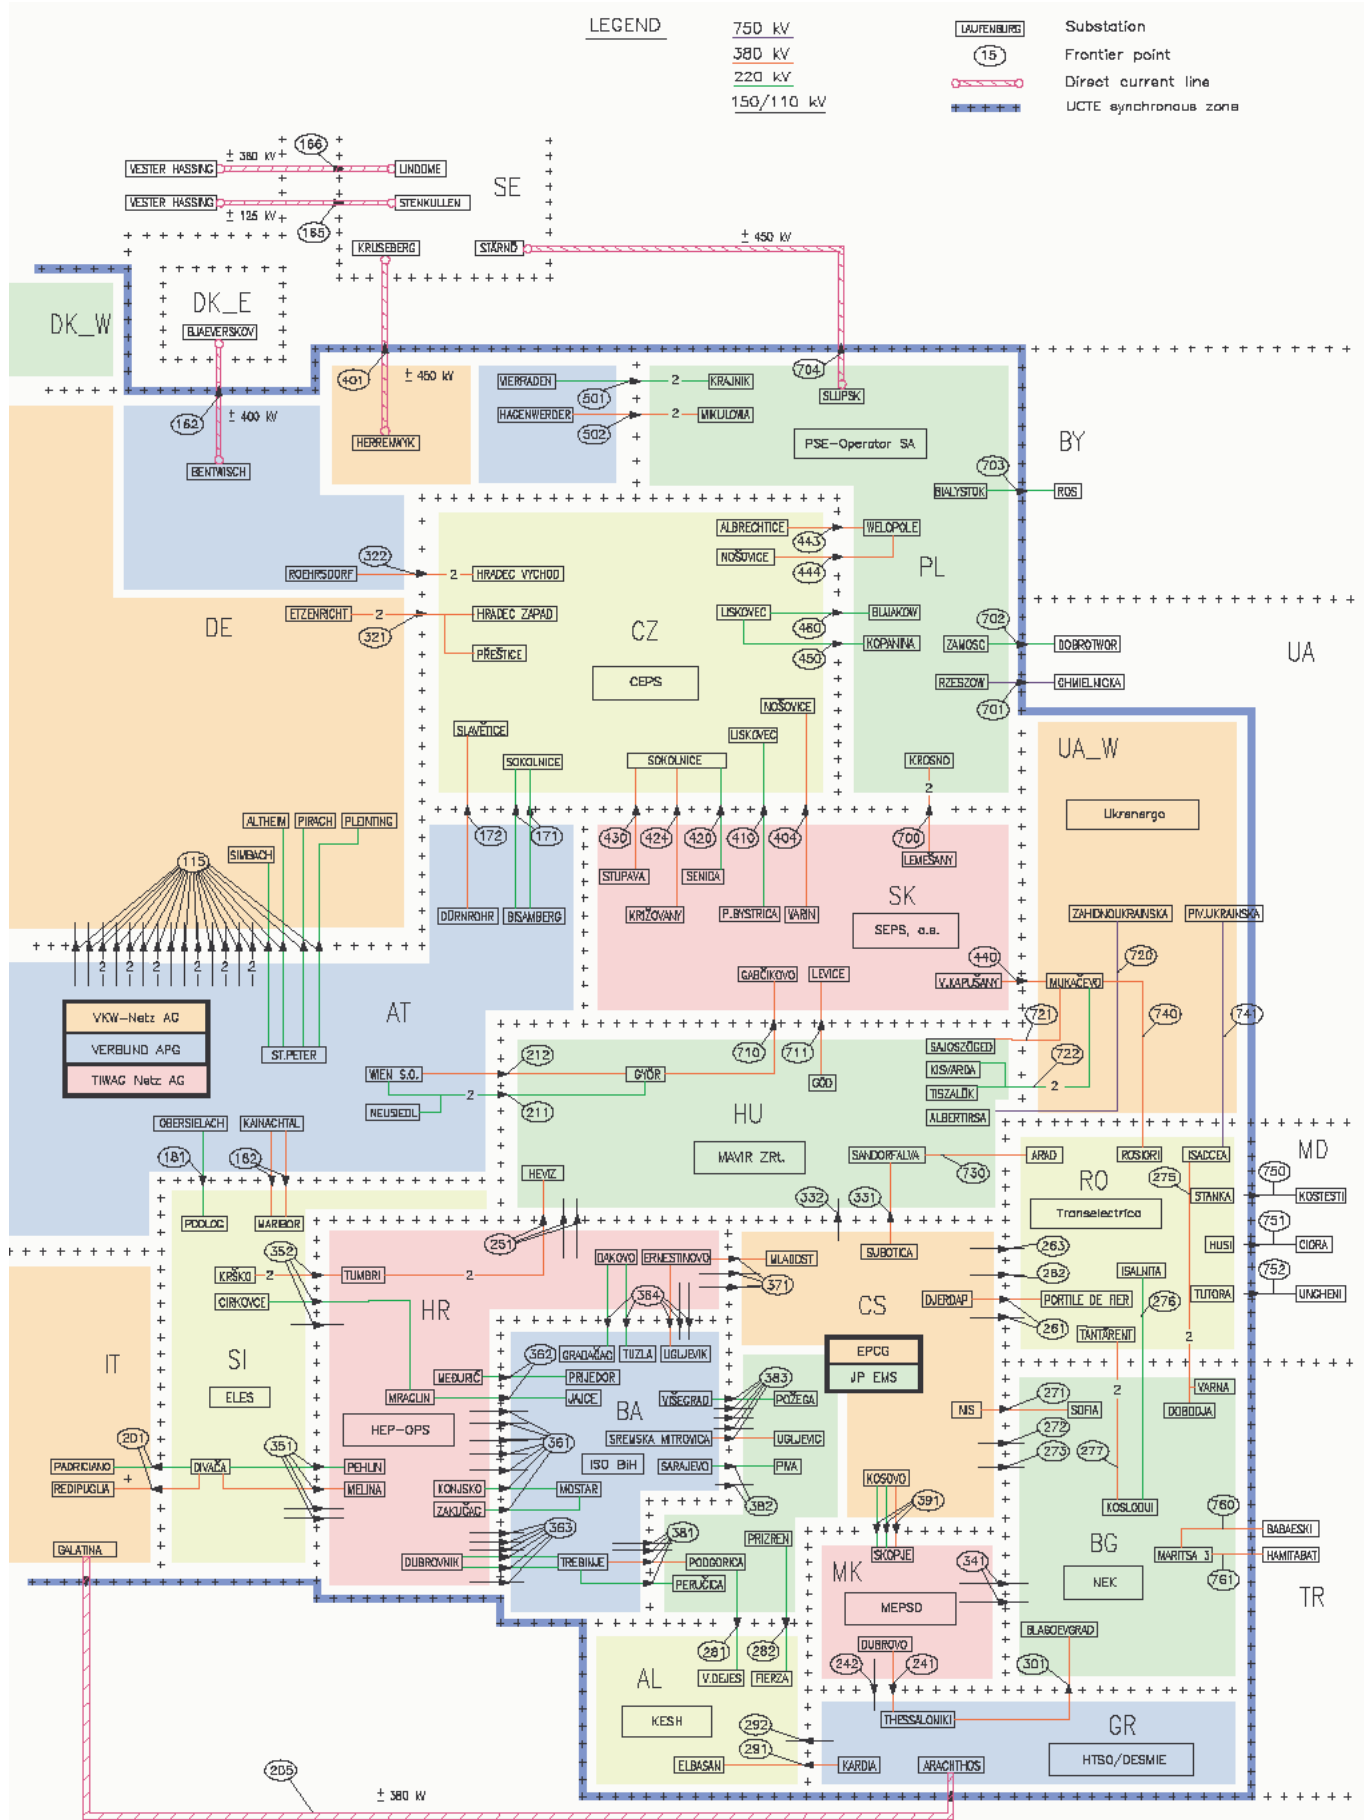 LEGEND
750 kV
380 kV
220 kV
150/110 kV
LAUFENBURG Substation
15 Frontier point
Direct current line
UCTE synchronous zone
166
± 380 kV
VESTER HASSING LINDOME
SE
VESTER HASSING STENKULLEN
± 125 kV
165
KRUSEBERG STÄRNÖ
± 450 kV
DK_E
DK_W
BJAEVERSKOV
401 ± 450 kV
704
VIERRADEN 2 KRAJNIK
501
SLUPSK
162 ± 400 kV
HAGENWERDER 2 MIKULOWA
502
HERRENWYK
PSE-Operator SA
BY
BENTWISCH
703
BIALYSTOK ROS
ALBRECHTICE WELOPOLE
443
322
NOŠOVICE
444
PL
ROEHRSDORF 2 HRADEC VYCHOD
ETZENRICHT 2 HRADEC ZAPAD
LISKOVEC BUJAKOW
DE
321
CZ
460
702
KOPANINA ZAMOSC DOBROTWOR
450
UA
PŘEŠTICE
CEPS
RZESZOW CHMIELNICKA
701
NOŠOVICE
SLAVĚTICE
LISKOVEC
UA_W
SOKOLNICE SOKOLNICE
KROSNO
2
Ukrenergo
ALTHEIM PIRACH PLEINTING
172 171 430 424 420 410 404 700
SIMBACH 115
LEMEŠANY
STUPAVA SENICA
SK
DÜRNROHR BISAMBERG KRIŽOVANY P.BYSTRICA VARIN
ZAHIDNOUKRAINSKA PIV.UKRAINSKA
SEPS, a.s.
2 2 2 2 2 2
440 720
GABČIKOVO LEVICE
V.KAPUŠANY MUKAČEVO
VKW-Netz AG
VERBUND APG
TIWAG Netz AG
AT
721 740 741
ST.PETER
212 710 711
SAJOSZÖGED 722
WIEN S.O. GYÖR GÖD
KISVARDA
2 TISZALÖK 2
NEUSIEDL 211
HU
ALBERTIRSA
OBERSIELACH KAINACHTAL
MAVIR ZRt.
SANDORFALVA ARAD ROSIORI ISACCEA
MD
181 182
730
HEVIZ
RO
275
750
332 331
STANKA KOSTESTI
PODLOG MARIBOR
Transelectrica
251
751
352
SUBOTICA 263 HUSI CIORA
DAKOVO ERNESTINOVO MLADOST
KRŠKO 2 TUMBRI 2
371
262 ISALNITA 752
CIRKOVCE
HR
364
CS
DJERDAP PORTILE DE FIER 276 TUTORA UNGHENI
261 TANTARENI
2
IT
SI
362 GRADAČAC TUZLA UGLJEVIK
EPCG
JP EMS
MEĐURIČ PRIJEDOR
383
2
ELES
MRACLIN JAJCE
VIŠEGRAD POŽEGA
271
VARNA
BA
NIS SOFIA
DOBODJA
HEP-OPS
SREMSKA MITROVICA UGLJEVIC
272
201 351
361
273 277
ISO BiH
PADRICIANO DIVAČA PEHLIN
SARAJEVO PIVA
KOSOVO
REDIPUGLIA MELINA
KONJSKO MOSTAR
382
KOSLODUI
391
760
ZAKUČAC
363 381
PRIZREN
BABAESKI
GALATINA
SKOPJE
BG
341 MARITSA 3 HAMITABAT
DUBROVNIK TREBINJE PODGORICA
MK
761
PERUČICA
NEK
TR
MEPSO
281 282
DUBROVO
BLAGOEVGRAD
242 241 301
AL
V.DEJES FIERZA
KESH
THESSALONIKI
GR
292
291
HTSO/DESMIE
ELBASAN KARDIA ARACHTHOS
205
± 380 kV